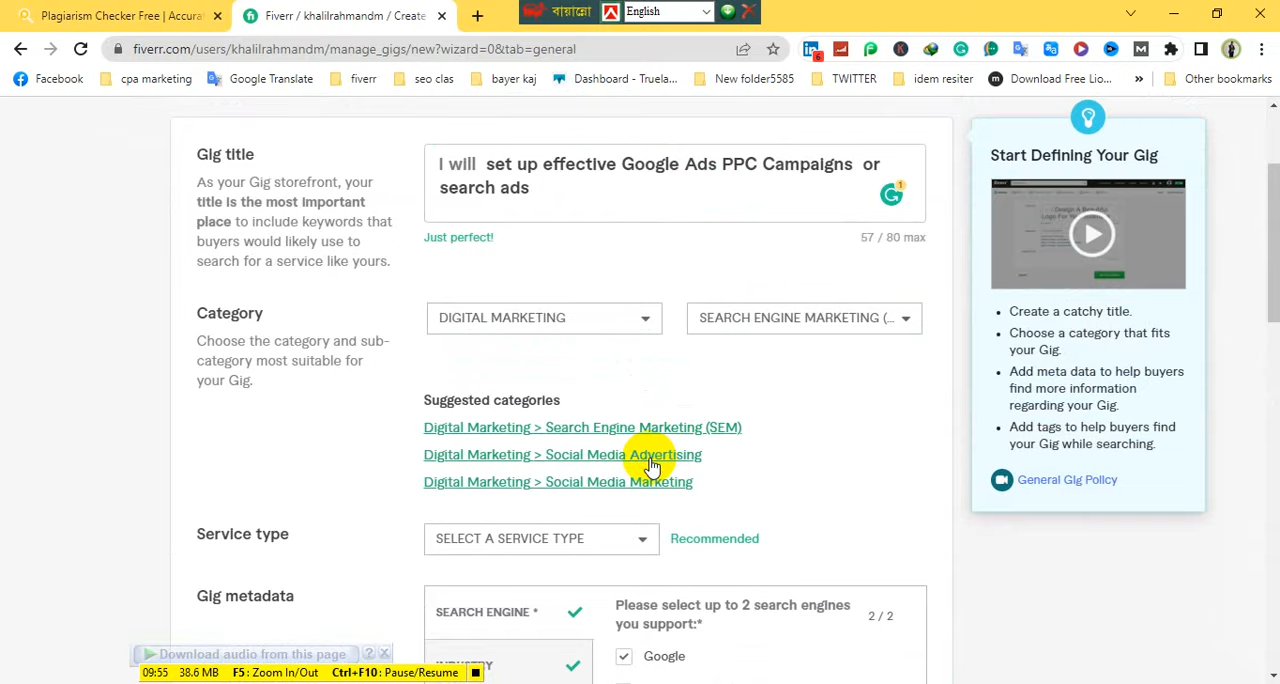 Plagiarism Checker Free | Accurat
Fiverr / khalilrahmandm / Create
বায়ান্নো
English
fiverr.com/users/khalilrahmandm/manage_gigs/new?wizard=0&tab=general
Facebook
cpa marketing
Google Translate
fiverr
seo clas
bayer kaj
Dashboard - Truela...
New folder5585
TWITTER
idem resiter
Download Free Lio...
»
Other bookmarks
Gig title
As your Gig storefront, your
title is the most important
place to include keywords that
buyers would likely use to
search for a service like yours.
I will set up effective Google Ads PPC Campaigns or
search ads
1
Just perfect!
57 / 80 max
Category
Choose the category and sub-
category most suitable for
your Gig.
DIGITAL MARKETING
SEARCH ENGINE MARKETING (...
Suggested categories
Digital Marketing > Search Engine Marketing (SEM)
Digital Marketing > Social Media Advertising
Digital Marketing > Social Media Marketing
Service type
SELECT A SERVICE TYPE
Recommended
Gig metadata
SEARCH ENGINE *
INDUSTRY
Please select up to 2 search engines
you support:*
2 / 2
Google
Start Defining Your Gig
• Create a catchy title.
• Choose a category that fits
your Gig.
• Add meta data to help buyers
find more information
regarding your Gig.
• Add tags to help buyers find
your Gig while searching.
General Gig Policy
Download audio from this page
? X
09:55 38.6 MB F5: Zoom In/Out Ctrl+F10: Pause/Resume